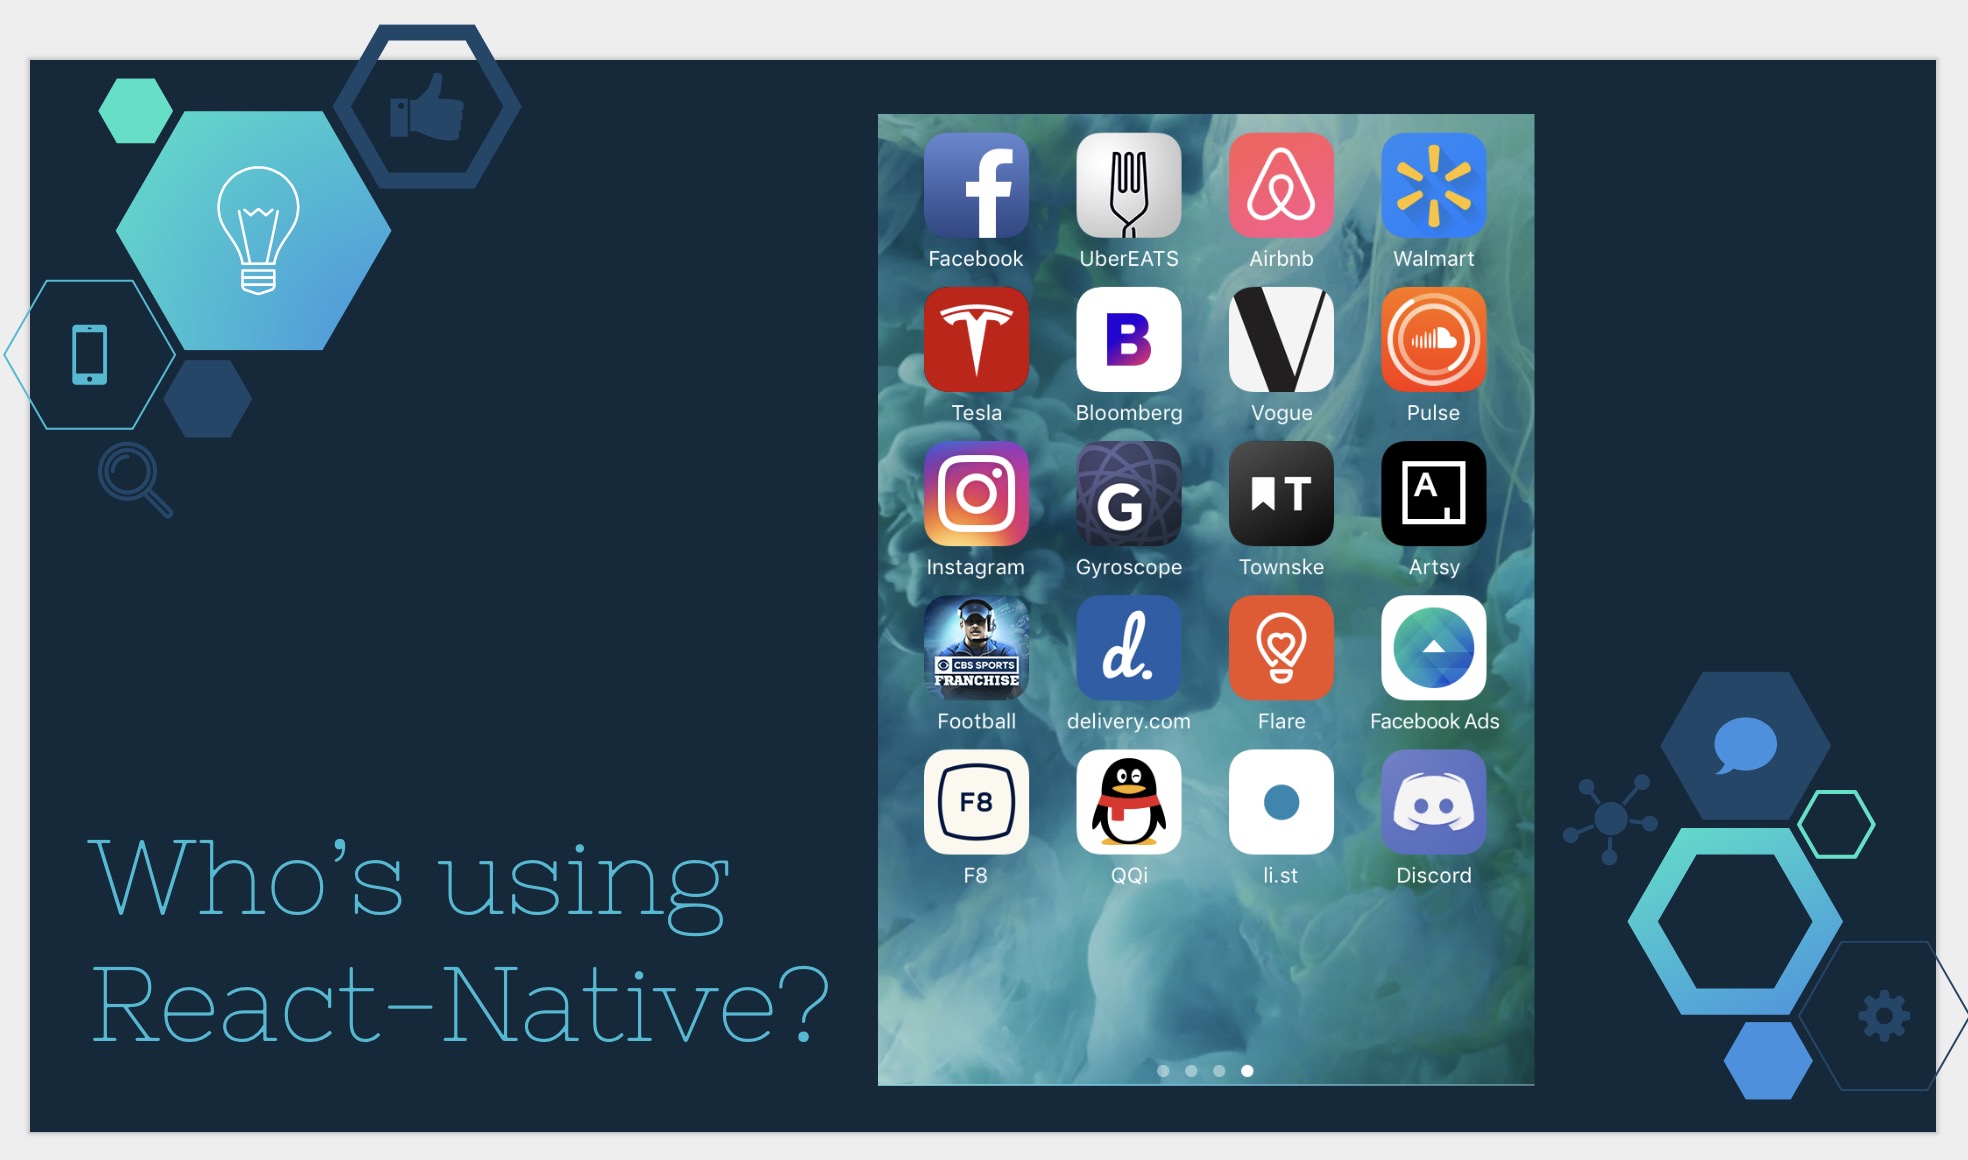 Facebook UberEATS Airbnb Walmart
B
Tesla Bloomberg Vogue Pulse
G T A
Instagram Gyroscope Townske Artsy
CBS SPORTS
FRANCHISE
d.
Football delivery.com Flare Facebook Ads
F8
F8 QQi li.st Discord
Who's using
React-Native?